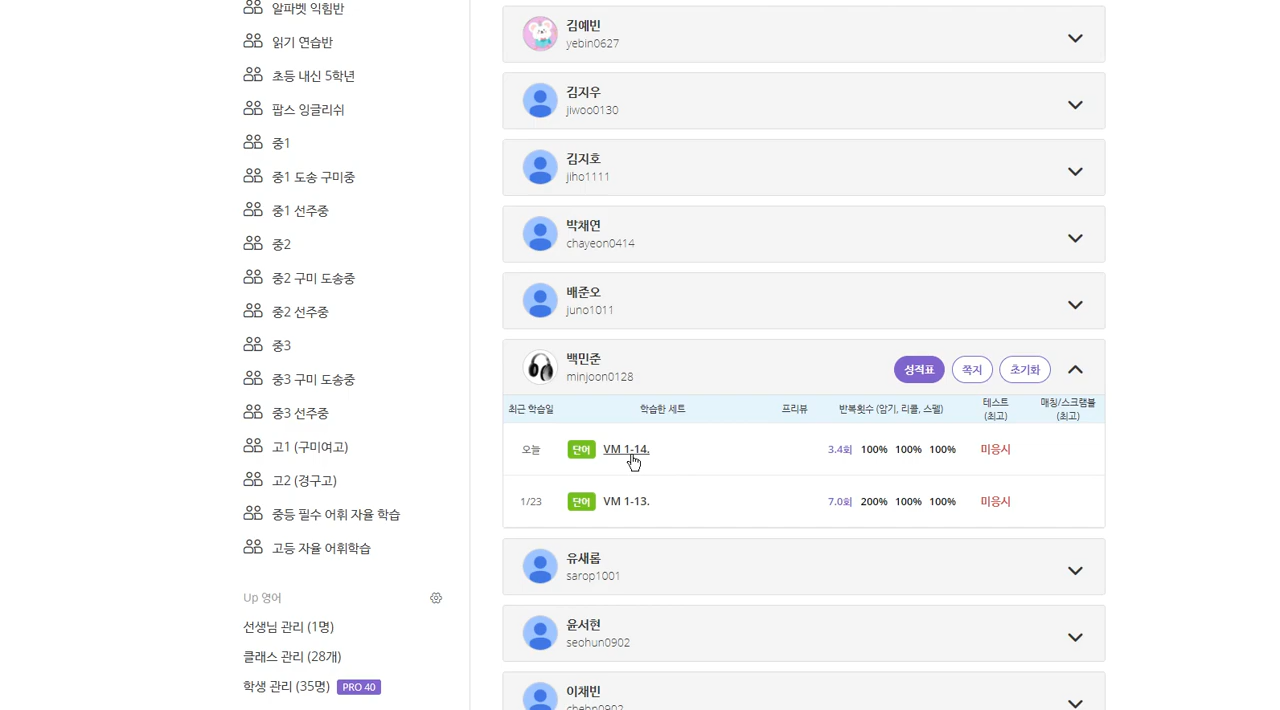 알파벳 익힘반
읽기 연습반
초등 내신 5학년
팝스 잉글리쉬
중1
중1 도송 구미중
중1 선주중
중2
중2 구미 도송중
중2 선주중
중3
중3 구미 도송중
중3 선주중
고1 (구미여고)
고2 (경구고)
중등 필수 어휘 자율 학습
고등 자율 어휘학습
Up 영어
선생님 관리 (1명)
클래스 관리 (28개)
학생 관리 (35명) PRO 40
김예빈
yebin0627
김지우
jiwoo0130
김지호
jiho1111
박채연
chayeon0414
배준오
juno1011
백민준
minjoon0128
성적표 쪽지 초기화
최근 학습일 학습한 세트 프리뷰 반복횟수 (암기, 리콜, 스펠) 테스트 (최고) 매칭/스크램블 (최고)
오늘 단어 VM 1-14. 3.4회 100% 100% 100% 미응시
1/23 단어 VM 1-13. 7.0회 200% 100% 100% 미응시
유새롭
sarop1001
윤서현
seohun0902
이채빈